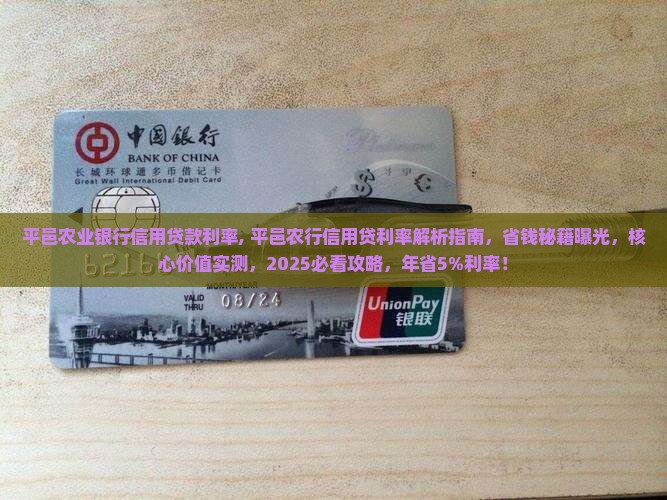 中国银行
BANK OF CHINA
长城环球通多币借记卡
Great Wall International Debit Card
Platinum
平邑农业银行信用贷款利率, 平邑农行信用贷利率解析指南，省钱秘籍曝光，核
心价值实测，2025必看攻略，年省5%利率！
6216
MONTH/YEAR
VALID
THRU
08/24
UnionPay
银联